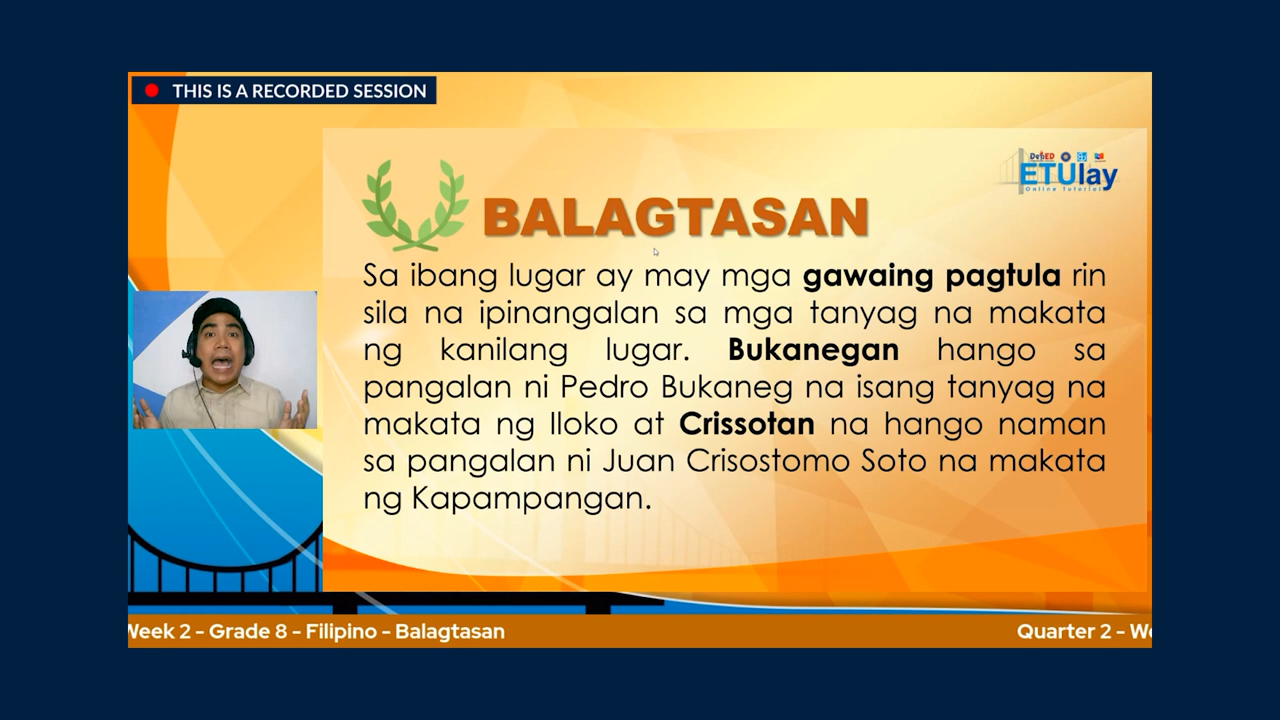 THIS IS A RECORDED SESSION
DepED
ETUlay
Online Tutorial
BALAGTASAN
Sa ibang lugar ay may mga gawaing pagtula rin
sila na ipinangalan sa mga tanyag na makata
ng kanilang lugar. Bukanegan hango sa
pangalan ni Pedro Bukaneg na isang tanyag na
makata ng Iloko at Crissotan na hango naman
sa pangalan ni Juan Crisostomo Soto na makata
ng Kapampangan.
Week 2 - Grade 8 - Filipino - Balagtasan
Quarter 2 -